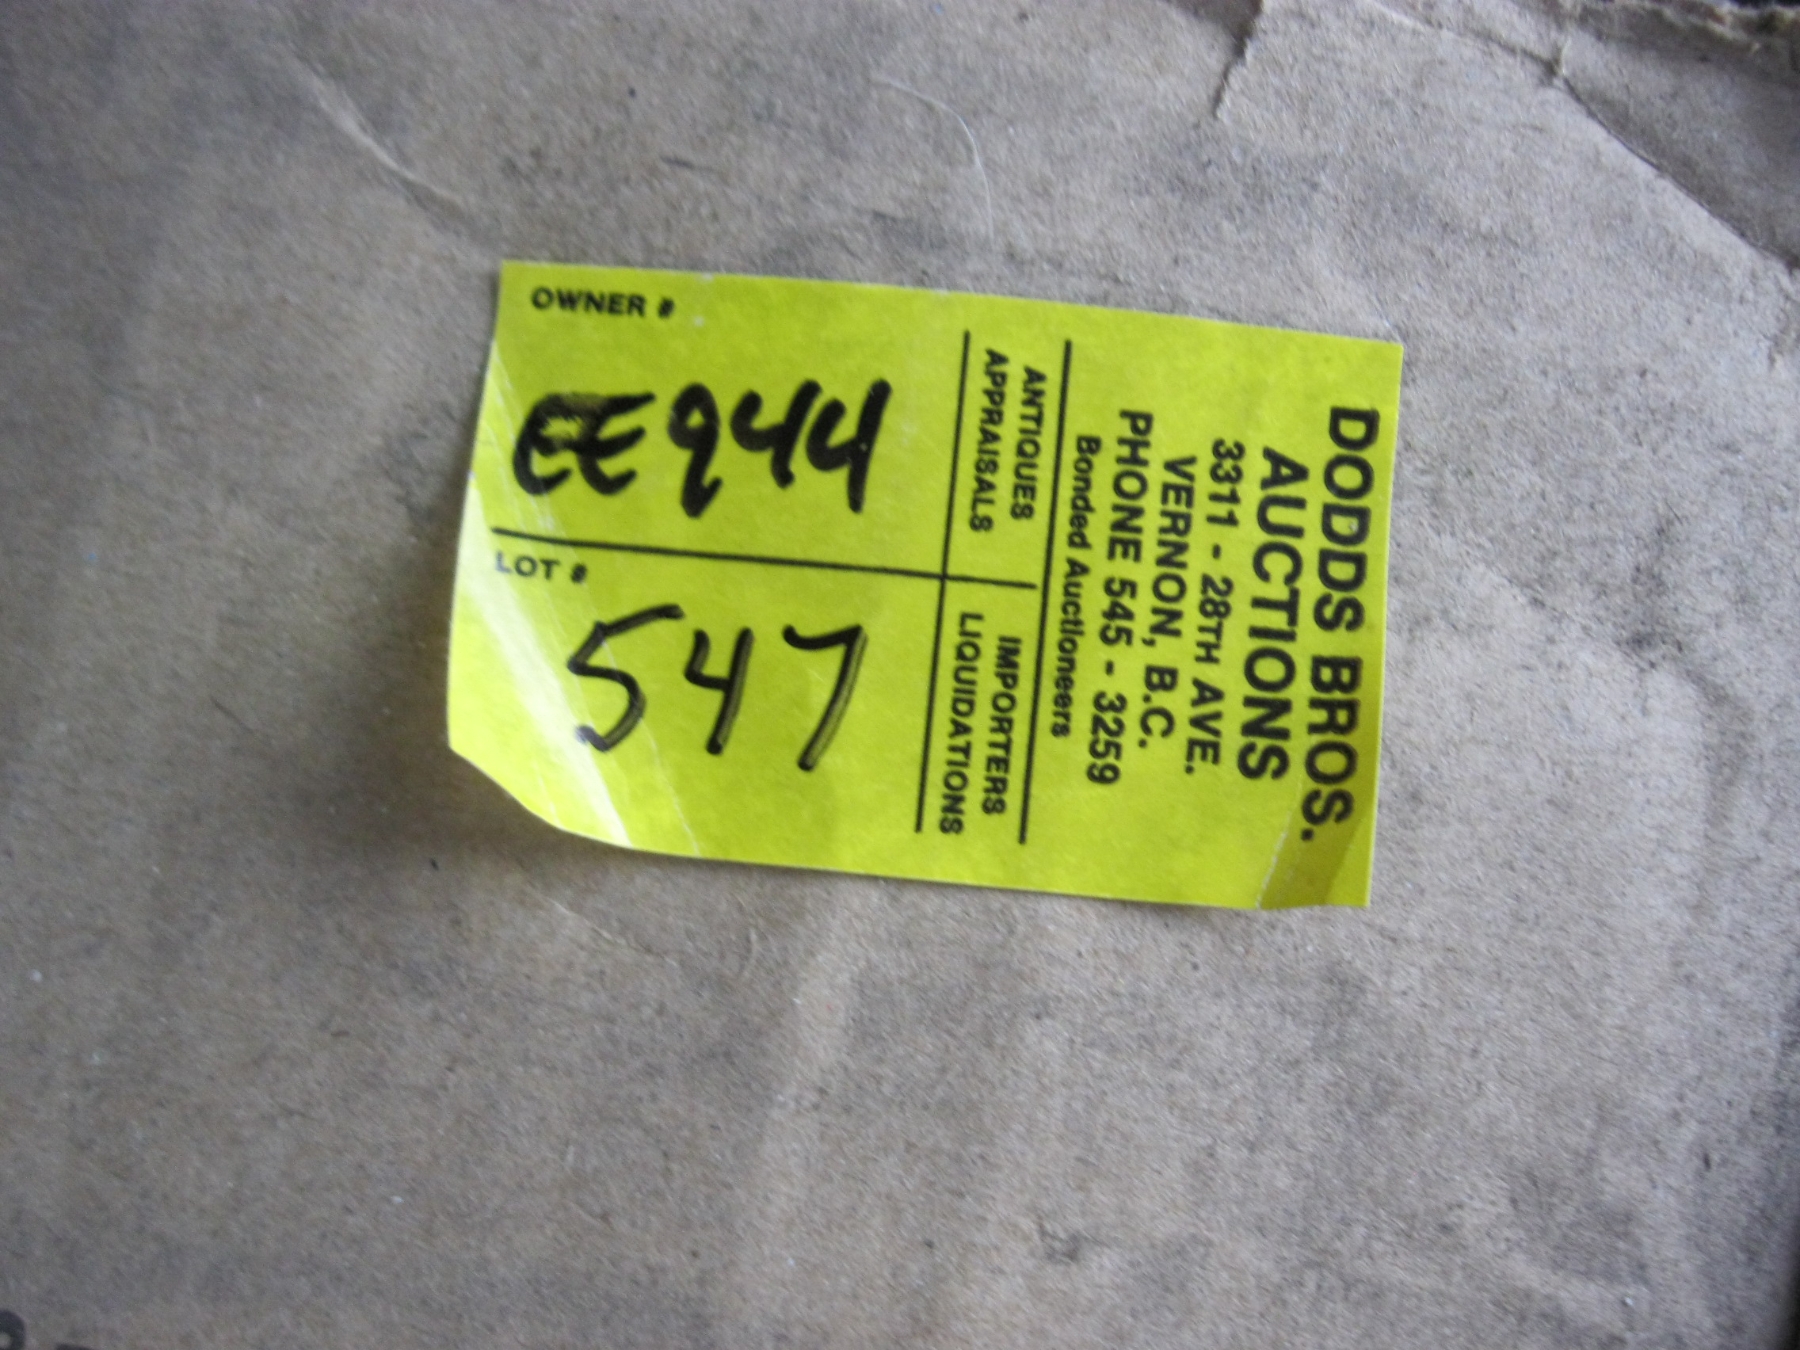 DODDS BROS.
AUCTIONS
3311 - 28TH AVE.
VERNON, B.C.
PHONE 545 - 3259
Bonded Auctioneers
ANTIQUES
APPRAISALS
IMPORTERS
LIQUIDATIONS
OWNER #
EE944
LOT #
547